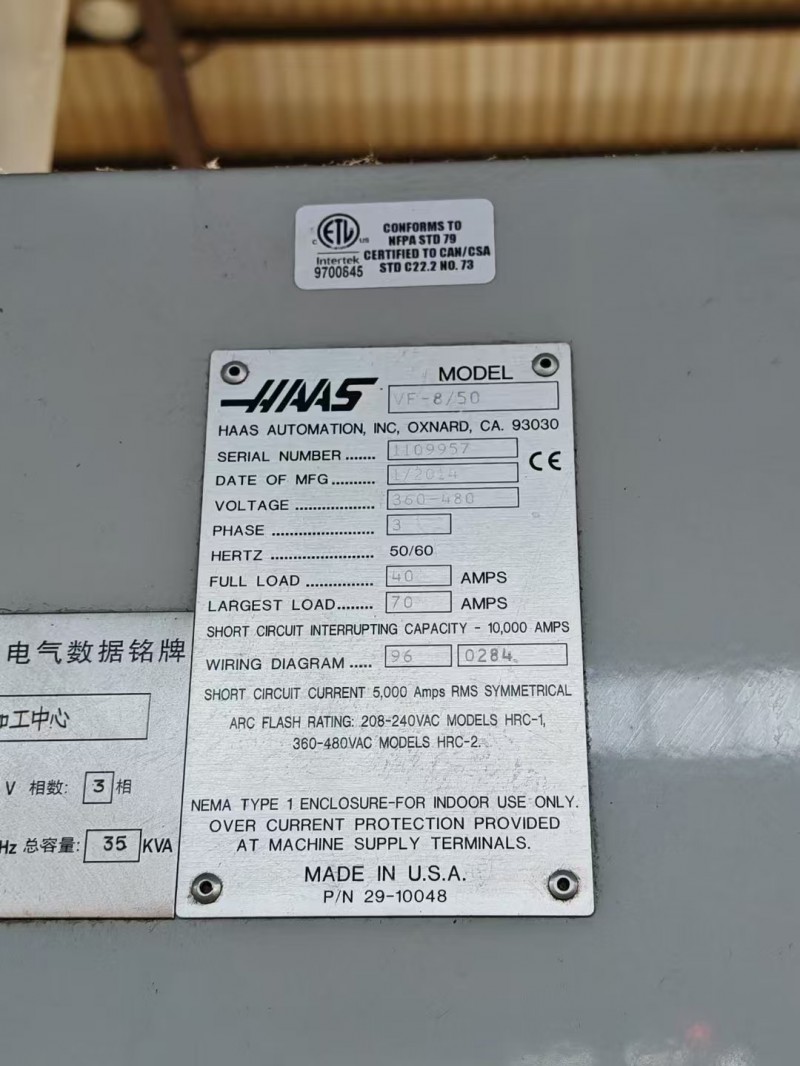 ETL
C US
Intertek
9700845
CONFORMS TO
NFPA STD 79
CERTIFIED TO CAN/CSA
STD C22.2 NO. 73
HAAS
MODEL
VF-8/50
HAAS AUTOMATION, INC, OXNARD, CA. 93030
SERIAL NUMBER ....... 1109957
CE
DATE OF MFG.......... 1/2014
VOLTAGE .................. 360-480
PHASE ....................... 3
HERTZ ....................... 50/60
FULL LOAD ............... 40 AMPS
LARGEST LOAD........ 70 AMPS
SHORT CIRCUIT INTERRUPTING CAPACITY - 10,000 AMPS
WIRING DIAGRAM ..... 96 0284
SHORT CIRCUIT CURRENT 5,000 Amps RMS SYMMETRICAL
ARC FLASH RATING: 208-240VAC MODELS HRC-1,
360-480VAC MODELS HRC-2.
NEMA TYPE 1 ENCLOSURE-FOR INDOOR USE ONLY.
OVER CURRENT PROTECTION PROVIDED
AT MACHINE SUPPLY TERMINALS.
MADE IN U.S.A.
P/N 29-10048
电气数据铭牌
工中心
V 相数: 3 相
Hz 总容量: 35 KVA